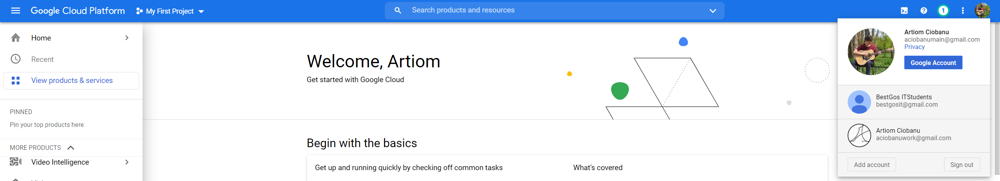 Google Cloud Platform
My First Project
Search products and resources
1
Home
Recent
View products & services
PINNED
Pin your top products here
MORE PRODUCTS
Video Intelligence
Welcome, Artiom
Get started with Google Cloud
Begin with the basics
Get up and running quickly by checking off common tasks
What's covered
Artiom Ciobanu
aciobanumain@gmail.com
Privacy
Google Account
BestGos ITStudents
bestgosit@gmail.com
Artiom Ciobanu
aciobanuwork@gmail.com
Add account
Sign out